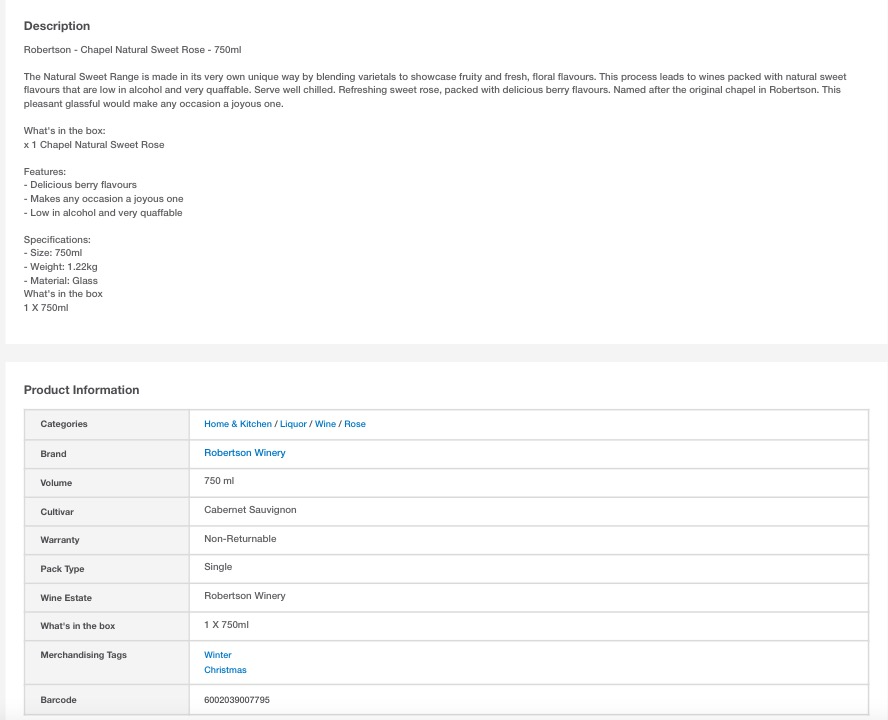 Description
Robertson - Chapel Natural Sweet Rose - 750ml
The Natural Sweet Range is made in its very own unique way by blending varietals to showcase fruity and fresh, floral flavours. This process leads to wines packed with natural sweet
flavours that are low in alcohol and very quaffable. Serve well chilled. Refreshing sweet rose, packed with delicious berry flavours. Named after the original chapel in Robertson. This
pleasant glassful would make any occasion a joyous one.
What's in the box:
x 1 Chapel Natural Sweet Rose
Features:
- Delicious berry flavours
- Makes any occasion a joyous one
- Low in alcohol and very quaffable
Specifications:
- Size: 750ml
- Weight: 1.22kg
- Material: Glass
What's in the box
1 X 750ml
Product Information
Categories Home & Kitchen / Liquor / Wine / Rose
Brand Robertson Winery
Volume 750 ml
Cultivar Cabernet Sauvignon
Warranty Non-Returnable
Pack Type Single
Wine Estate Robertson Winery
What's in the box 1 X 750ml
Merchandising Tags Winter
Christmas
Barcode 6002039007795